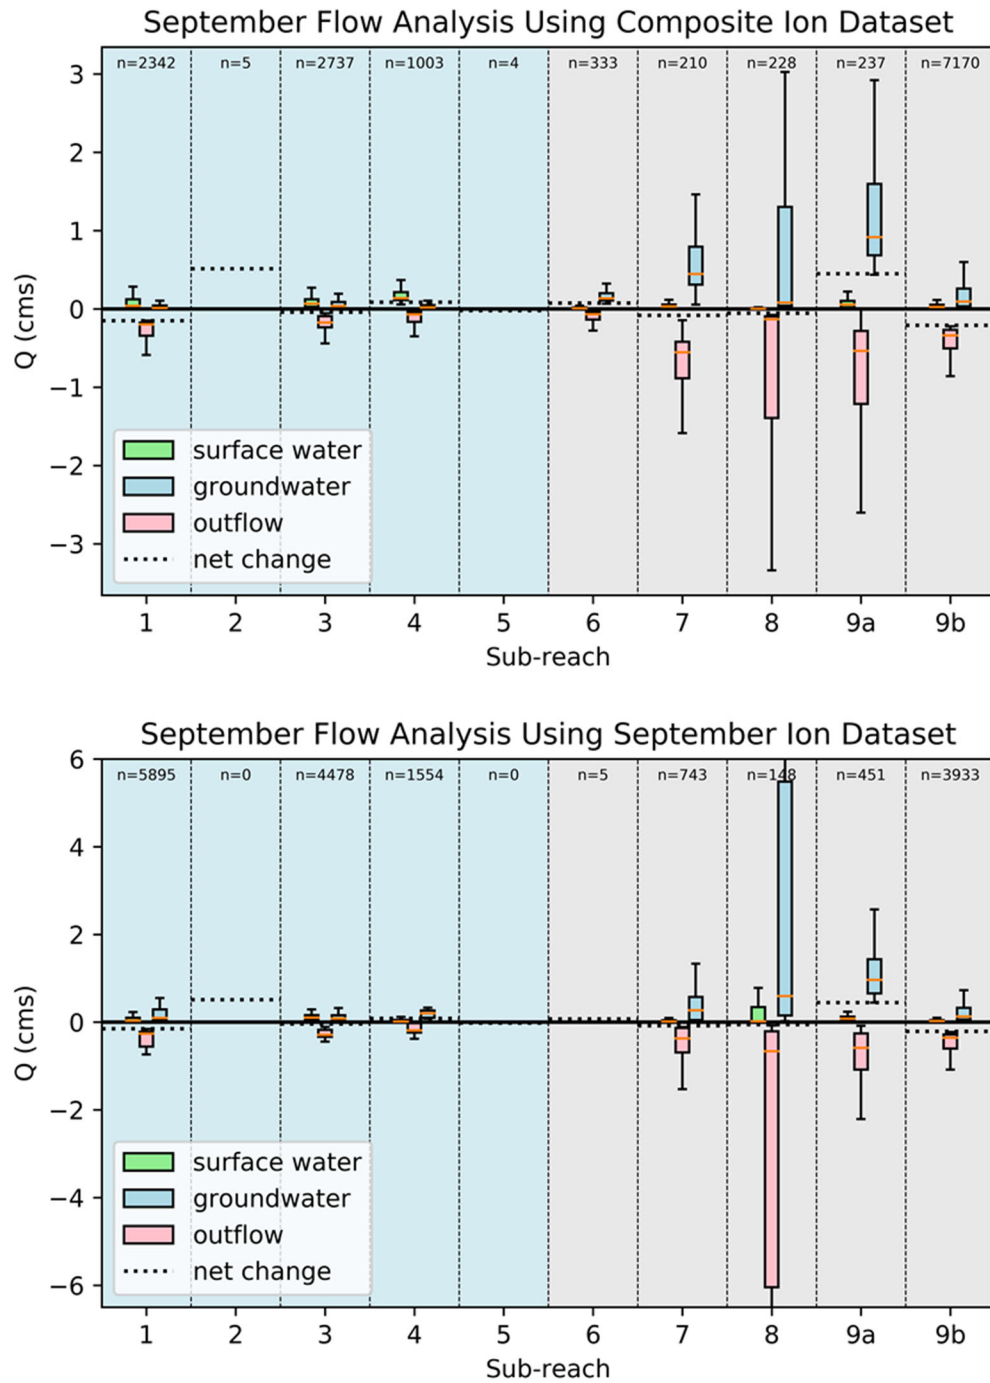 September Flow Analysis Using Composite Ion Dataset
n=2342 n=5 n=2737 n=1003 n=4 n=333 n=210 n=228 n=237 n=7170
3
2
1
0
−1
−2
−3
Q (cms)
surface water
groundwater
outflow
net change
1 2 3 4 5 6 7 8 9a 9b
Sub-reach
September Flow Analysis Using September Ion Dataset
n=5895 n=0 n=4478 n=1554 n=0 n=5 n=743 n=148 n=451 n=3933
6
4
2
0
−2
−4
−6
Q (cms)
surface water
groundwater
outflow
net change
1 2 3 4 5 6 7 8 9a 9b
Sub-reach